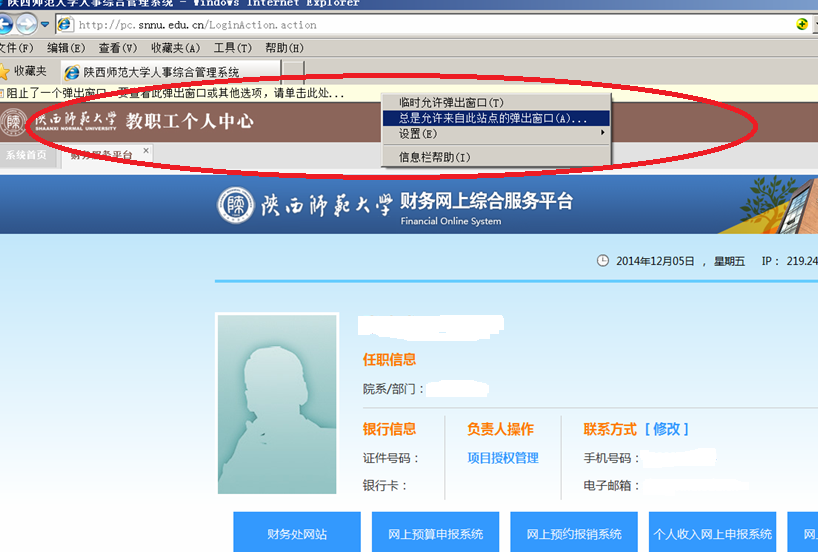 陕西师范大学人事综合管理系统 - Windows Internet Explorer
http://pc.snnu.edu.cn/LoginAction.action
文件(F) 编辑(E) 查看(V) 收藏夹(A) 工具(T) 帮助(H)
收藏夹 陕西师范大学人事综合管理系统
阻止了一个弹出窗口。要查看此弹出窗口或其他选项，请单击此处...
临时允许弹出窗口(T)
总是允许来自此站点的弹出窗口(A)...
设置(E)
信息栏帮助(I)
陕西师范大学 教职工个人中心
SHAANXI NORMAL UNIVERSITY
系统首页 财务服务平台 ×
陕西师范大学 财务网上综合服务平台
Financial Online System
2014年12月05日 ， 星期五 IP： 219.24
任职信息
院系/部门：
银行信息 负责人操作 联系方式 [ 修改 ]
证件号码： 项目授权管理 手机号码：
银行卡： 电子邮箱：
财务处网站 网上预算申报系统 网上预约报销系统 个人收入网上申报系统 网上